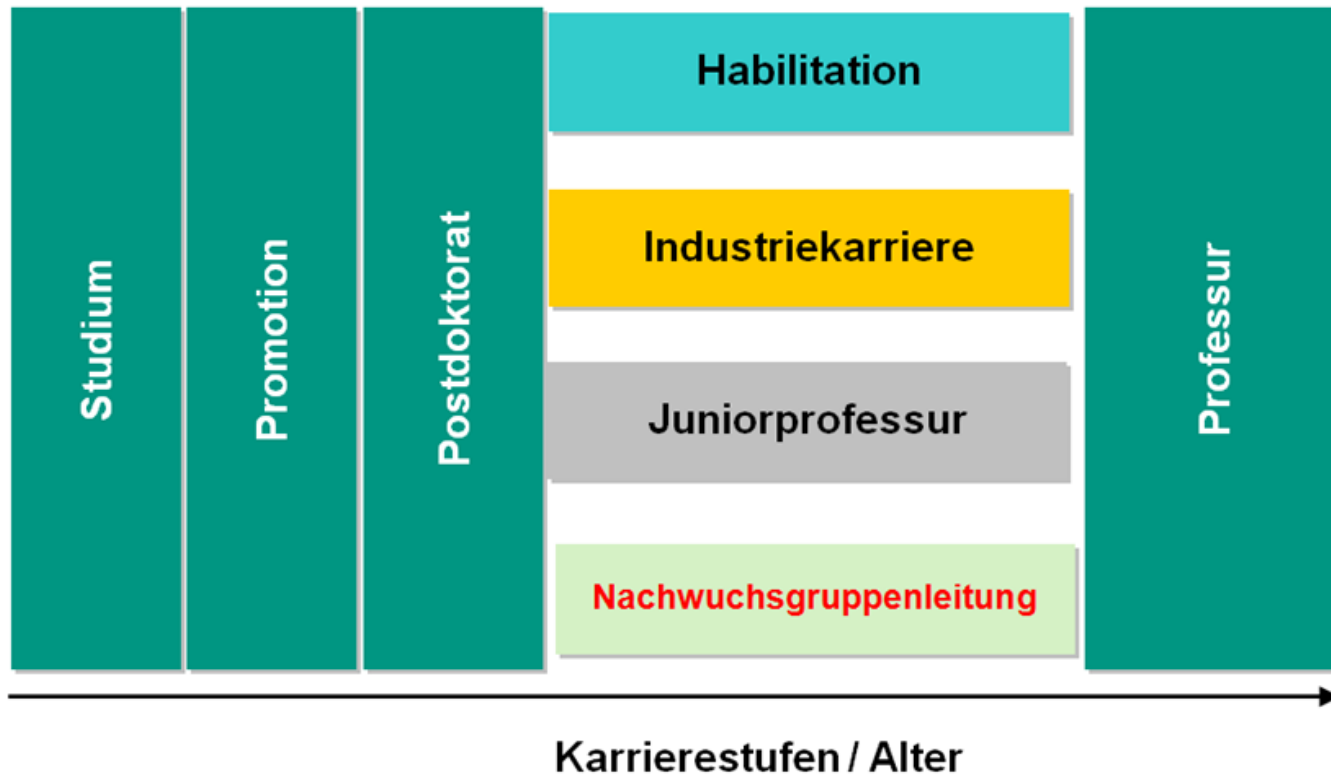 Studium
Promotion
Postdoktorat
Habilitation
Industriekarriere
Juniorprofessur
Nachwuchsgruppenleitung
Professur
Karrierestufen / Alter